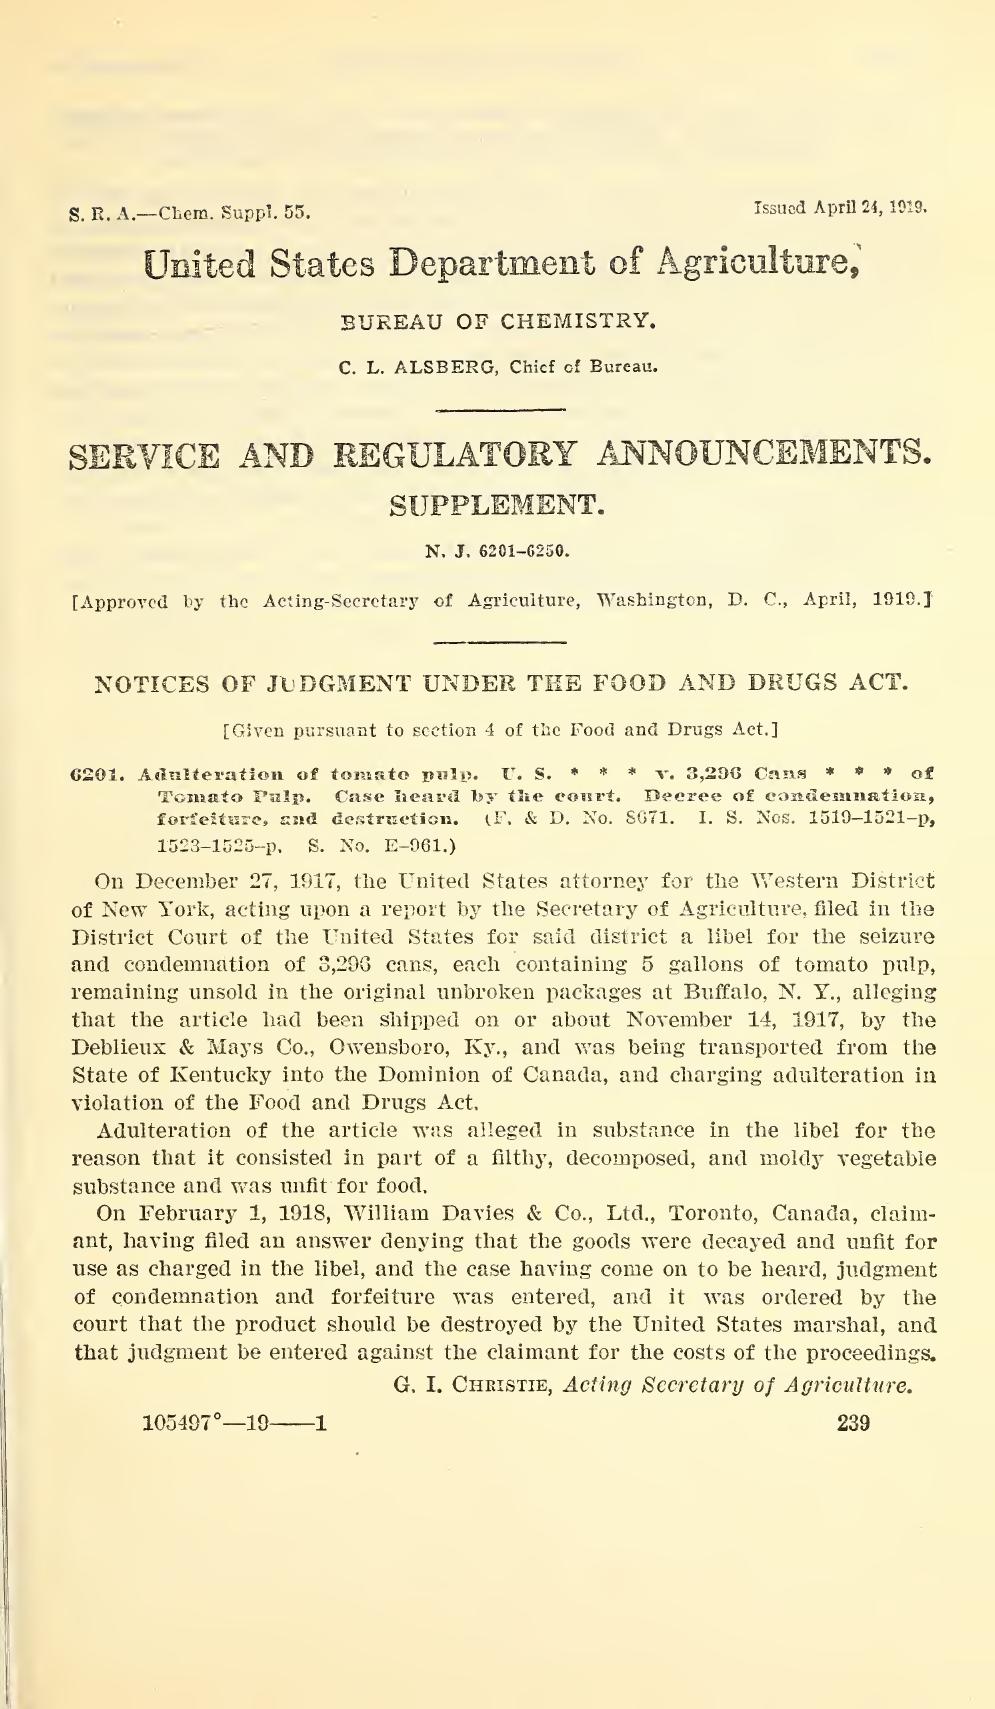 S. R. A.—Chem. Suppl. 55.
Issued April 24, 1919.
United States Department of Agriculture,
BUREAU OF CHEMISTRY.
C. L. ALSBERG, Chief of Bureau.
SERVICE AND REGULATORY ANNOUNCEMENTS.
SUPPLEMENT.
N. J. 6201–6250.
[Approved by the Acting-Secretary of Agriculture, Washington, D. C., April, 1919.]
NOTICES OF JUDGMENT UNDER THE FOOD AND DRUGS ACT.
[Given pursuant to section 4 of the Food and Drugs Act.]
6201. Adulteration of tomato pulp. U. S. * * * v. 3,296 Cans * * * of
Tomato Pulp. Case heard by the court. Decree of condemnation,
forfeiture, and destruction. (F. & D. No. 8671. I. S. Nos. 1519–1521–p,
1523–1525–p. S. No. E–961.)
On December 27, 1917, the United States attorney for the Western District
of New York, acting upon a report by the Secretary of Agriculture, filed in the
District Court of the United States for said district a libel for the seizure
and condemnation of 3,296 cans, each containing 5 gallons of tomato pulp,
remaining unsold in the original unbroken packages at Buffalo, N. Y., alleging
that the article had been shipped on or about November 14, 1917, by the
Deblieux & Mays Co., Owensboro, Ky., and was being transported from the
State of Kentucky into the Dominion of Canada, and charging adulteration in
violation of the Food and Drugs Act.
Adulteration of the article was alleged in substance in the libel for the
reason that it consisted in part of a filthy, decomposed, and moldy vegetable
substance and was unfit for food.
On February 1, 1918, William Davies & Co., Ltd., Toronto, Canada, claim-
ant, having filed an answer denying that the goods were decayed and unfit for
use as charged in the libel, and the case having come on to be heard, judgment
of condemnation and forfeiture was entered, and it was ordered by the
court that the product should be destroyed by the United States marshal, and
that judgment be entered against the claimant for the costs of the proceedings.
G. I. CHRISTIE, Acting Secretary of Agriculture.
105497°—19——1
239